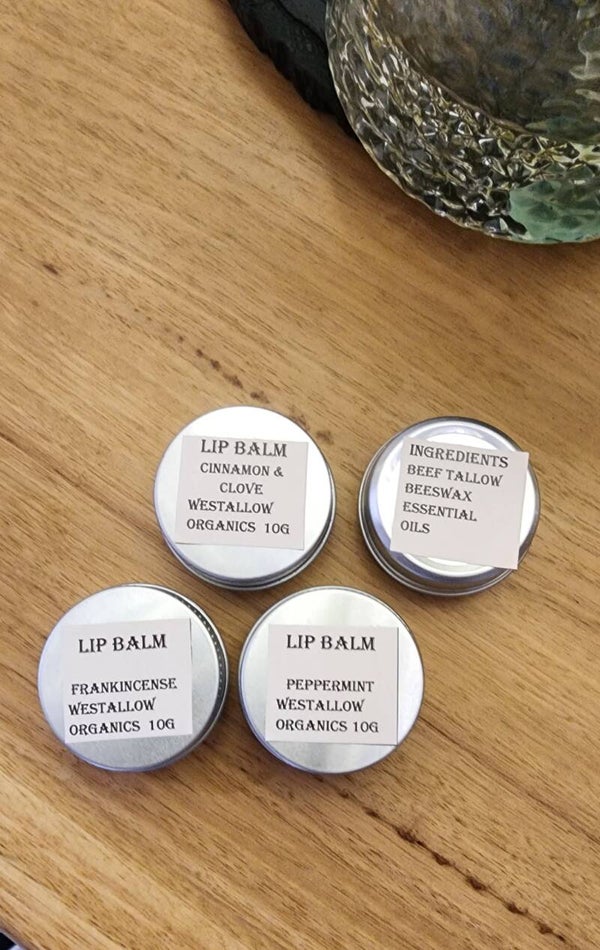 LIP BALM
CINNAMON &
CLOVE
WESTALLOW
ORGANICS 10G
INGREDIENTS
BEEF TALLOW
BEESWAX
ESSENTIAL
OILS
LIP BALM
FRANKINCENSE
WESTALLOW
ORGANICS 10G
LIP BALM
PEPPERMINT
WESTALLOW
ORGANICS 10G